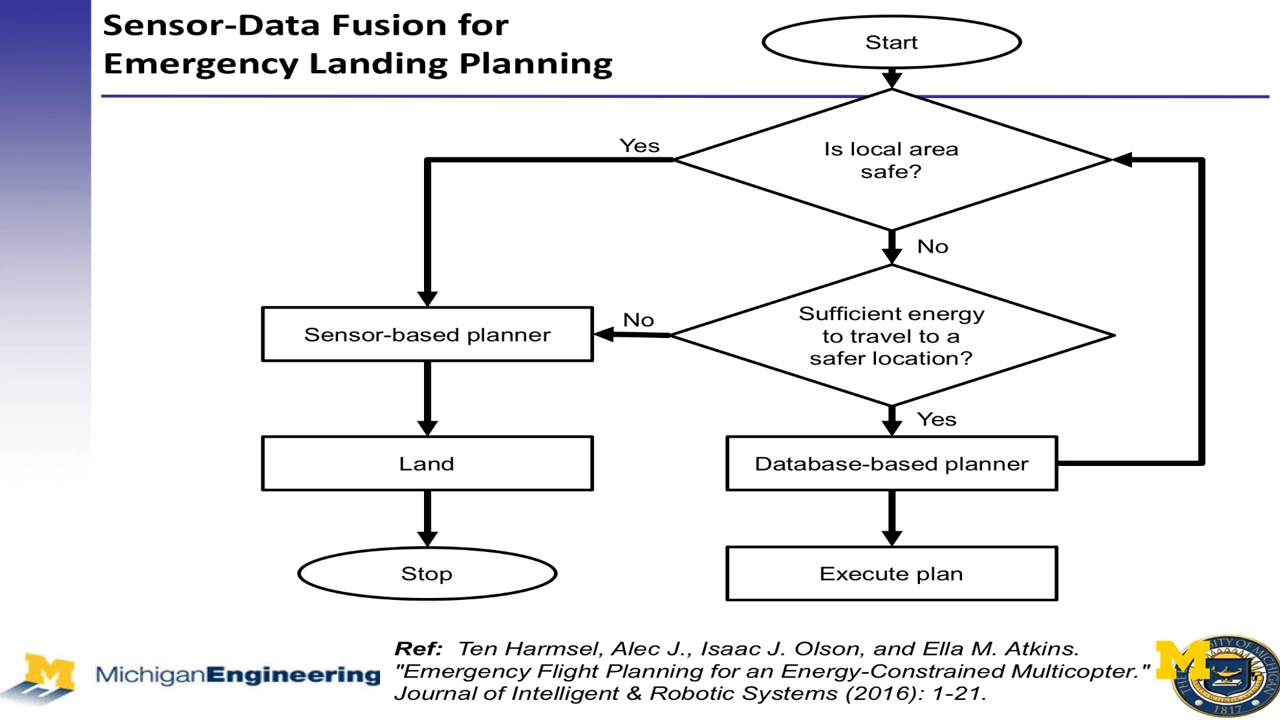 Sensor-Data Fusion for
Emergency Landing Planning
Start
Is local area
safe?
Yes
No
Sufficient energy
to travel to a
safer location?
No
Yes
Sensor-based planner
Land
Database-based planner
Stop
Execute plan
Ref: Ten Harmsel, Alec J., Isaac J. Olson, and Ella M. Atkins.
"Emergency Flight Planning for an Energy-Constrained Multicopter."
Journal of Intelligent & Robotic Systems (2016): 1-21.
M
MichiganEngineering
M
1817